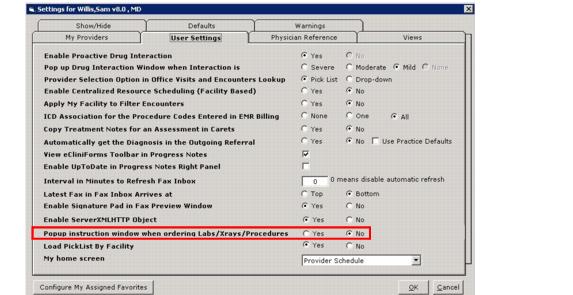 Settings for Willis,Sam v8.0 , MD
Show/Hide Defaults Warnings
My Providers User Settings Physician Reference Views
Enable Proactive Drug Interaction Yes No
Pop up Drug Interaction Window when Interaction is Severe Moderate Mild None
Provider Selection Option in Office Visits and Encounters Lookup Pick List Drop-down
Enable Centralized Resource Scheduling (Facility Based) Yes No
Apply My Facility to Filter Encounters Yes No
ICD Association for the Procedure Codes Entered in EMR Billing None One All
Copy Treatment Notes for an Assessment in Carets Yes No
Automatically get the Diagnosis in the Outgoing Referral Yes No Use Practice Defaults
View eCliniForms Toolbar in Progress Notes
Enable UpToDate in Progress Notes Right Panel
Interval in Minutes to Refresh Fax Inbox 0 0 means disable automatic refresh
Latest Fax in Fax Inbox Arrives at Top Bottom
Enable Signature Pad in Fax Preview Window Yes No
Enable ServerXMLHTTP Object Yes No
Popup instruction window when ordering Labs/Xrays/Procedures Yes No
Load PickList By Facility Yes No
My home screen Provider Schedule
Configure My Assigned Favorites OK Cancel